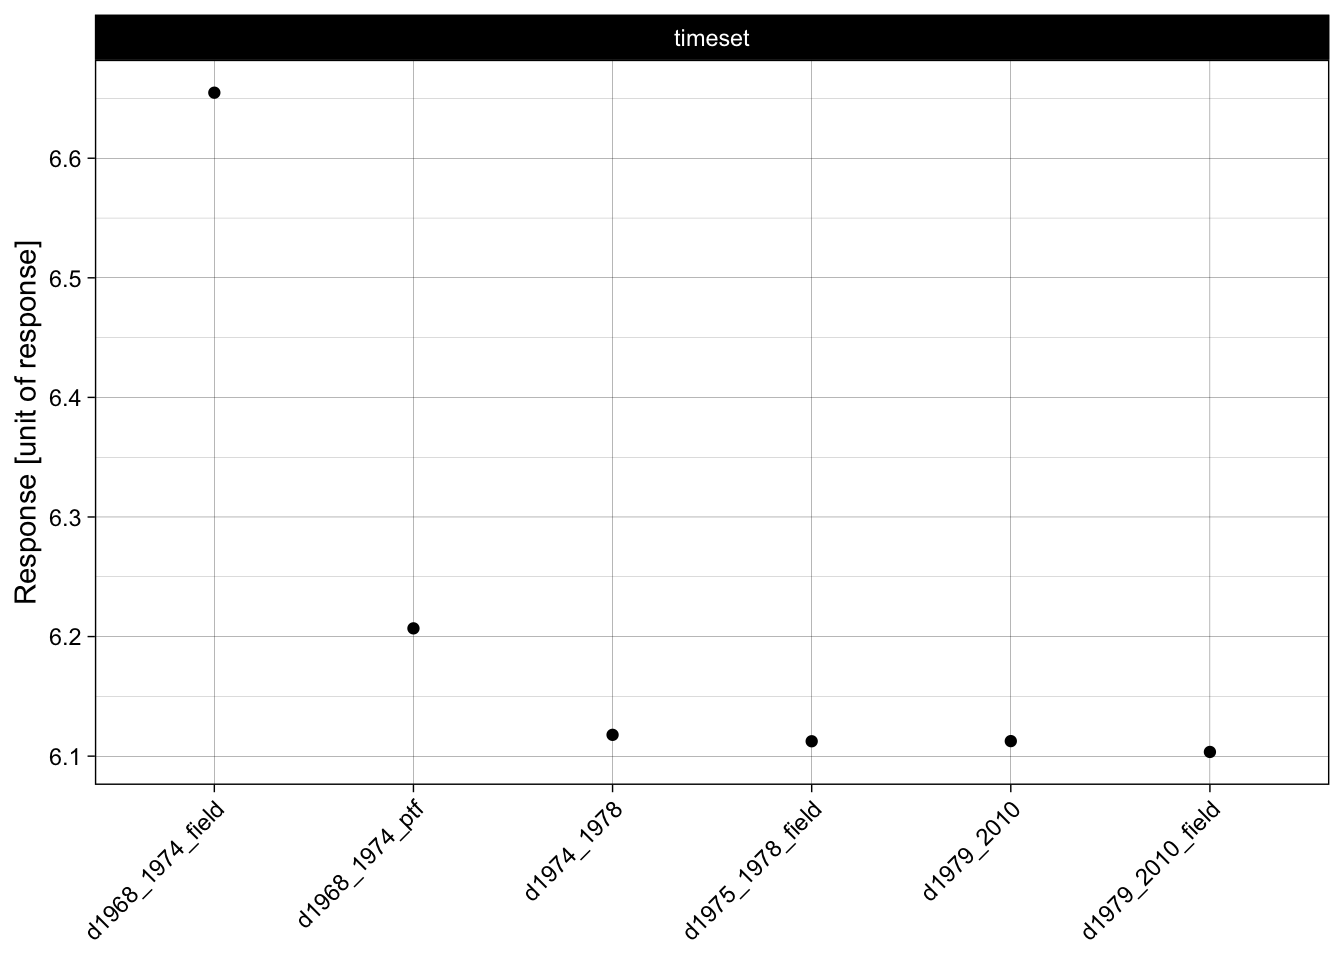 timeset
Response [unit of response]
6.6
6.5
6.4
6.3
6.2
6.1
d1968_1974_field
d1968_1974_ptf
d1974_1978
d1975_1978_field
d1979_2010
d1979_2010_field